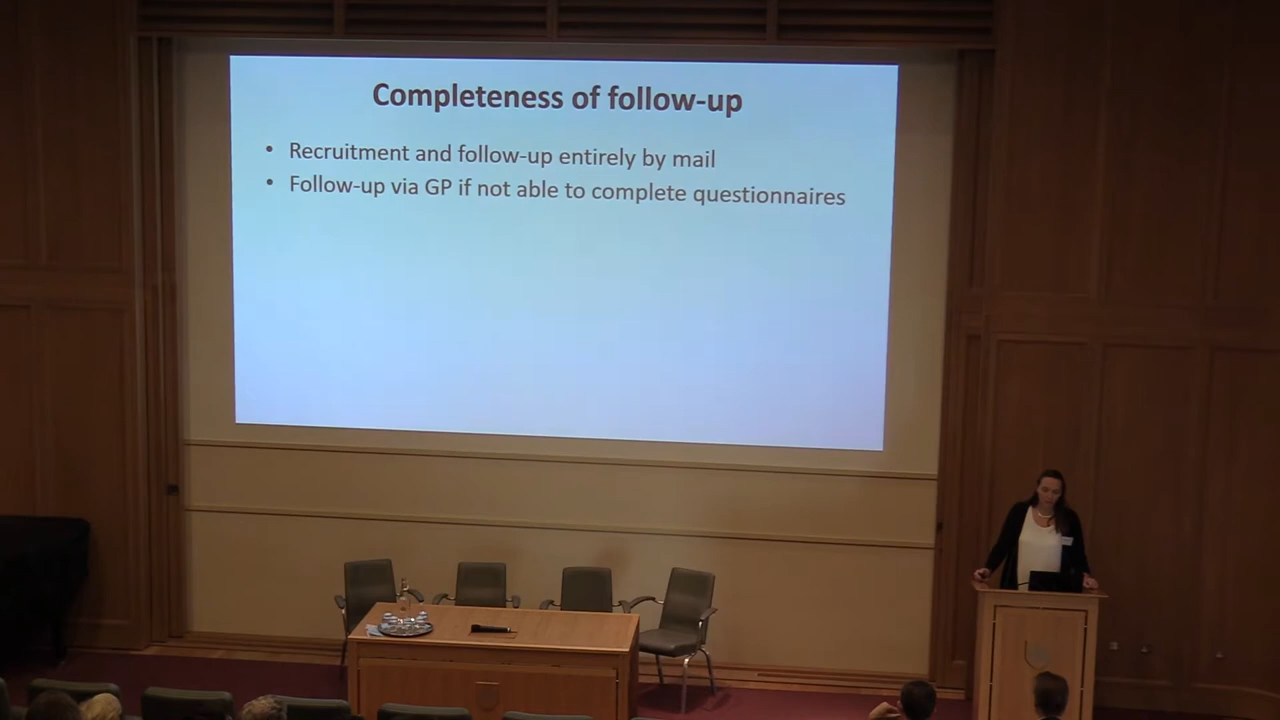 Completeness of follow-up
• Recruitment and follow-up entirely by mail
• Follow-up via GP if not able to complete questionnaires